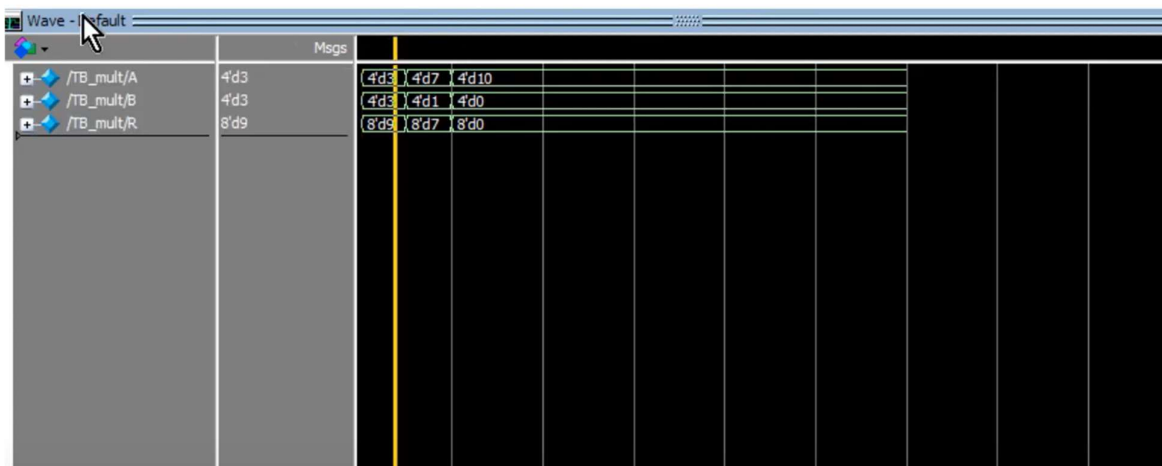 Wave - Default
Msgs
/TB_mult/A 4'd3 4'd3 4'd7 4'd10
/TB_mult/B 4'd3 4'd3 4'd1 4'd0
/TB_mult/R 8'd9 8'd9 8'd7 8'd0